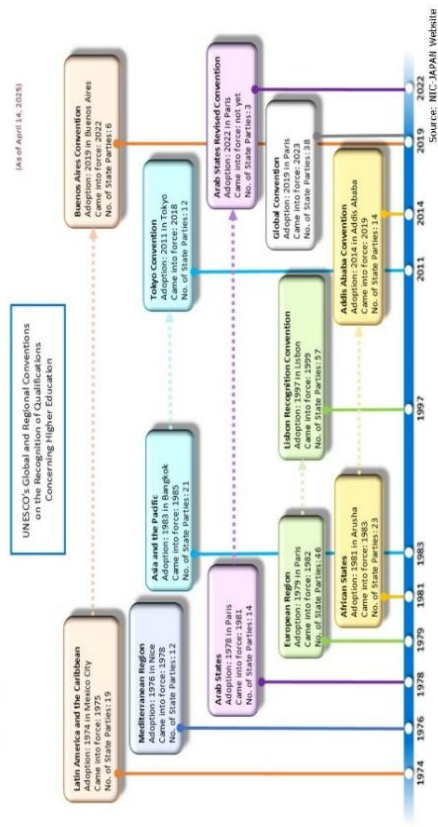 (As of April 14, 2025)
UNESCO's Global and Regional Conventions
on the Recognition of Qualifications
Concerning Higher Education
Latin America and the Caribbean
Adoption: 1974 in Mexico City
Came into force: 1975
No. of State Parties: 19
Buenos Aires Convention
Adoption: 2019 in Buenos Aires
Came into force: 2022
No. of State Parties: 6
Mediterranean Region
Adoption: 1976 in Nice
Came into force: 1978
No. of State Parties: 12
Asia and the Pacific
Adoption: 1983 in Bangkok
Came into force: 1985
No. of State Parties: 21
Tokyo Convention
Adoption: 2011 in Tokyo
Came into force: 2018
No. of State Parties: 12
Arab States
Adoption: 1978 in Paris
Came into force: 1981
No. of State Parties: 14
Arab States Revised Convention
Adoption: 2022 in Paris
Came into force: not yet
No. of State Parties: 3
European Region
Adoption: 1979 in Paris
Came into force: 1982
No. of State Parties: 46
Lisbon Recognition Convention
Adoption: 1997 in Lisbon
Came into force: 1999
No. of State Parties: 57
Global Convention
Adoption: 2019 in Paris
Came into force: 2023
No. of State Parties: 38
African States
Adoption: 1981 in Arusha
Came into force: 1983
No. of State Parties: 23
Addis Ababa Convention
Adoption: 2014 in Addis Ababa
Came into force: 2019
No. of State Parties: 14
1974 1976 1978 1979 1981 1983 1997 2011 2014 2019 2022
Source: NIC-JAPAN Website